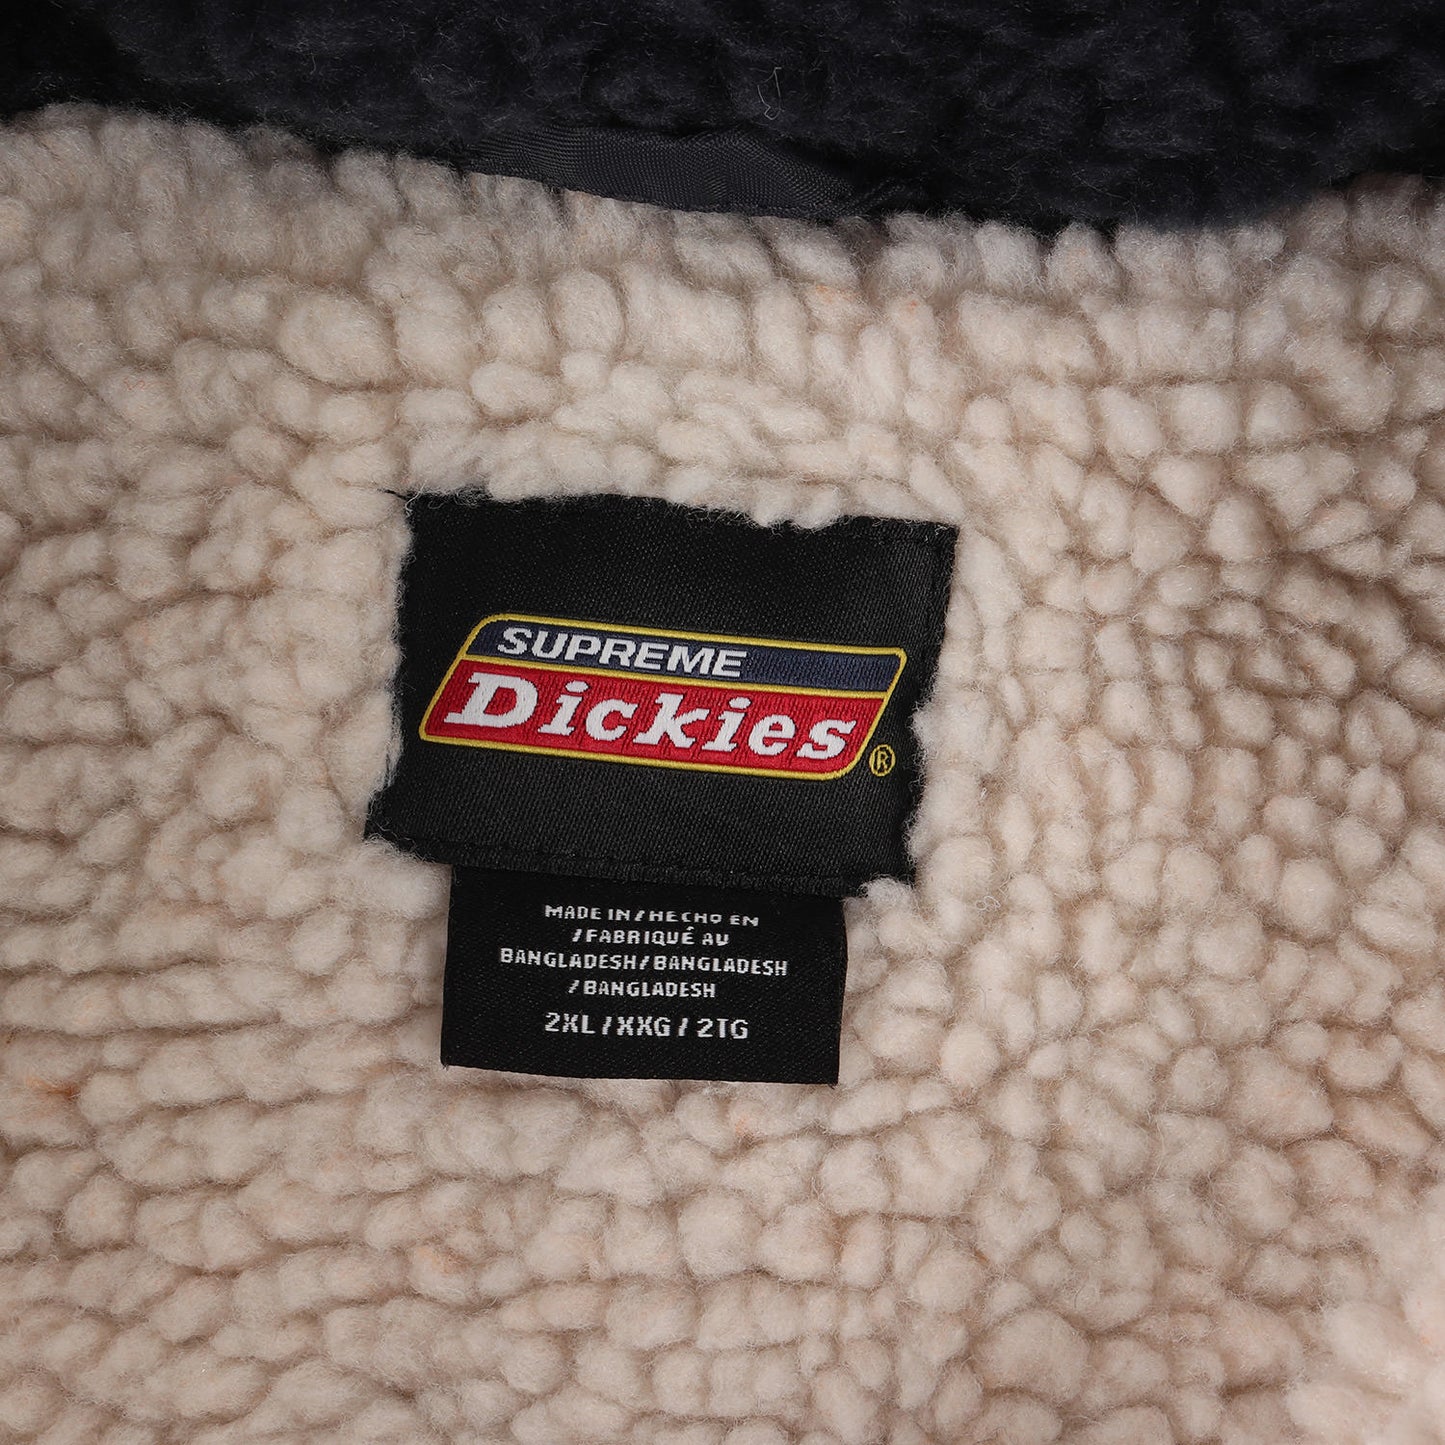 SUPREME
Dickies
®
MADE IN/HECHO EN
/FABRIQUÉ AU
BANGLADESH/BANGLADESH
/BANGLADESH
2XL/XXG/2TG